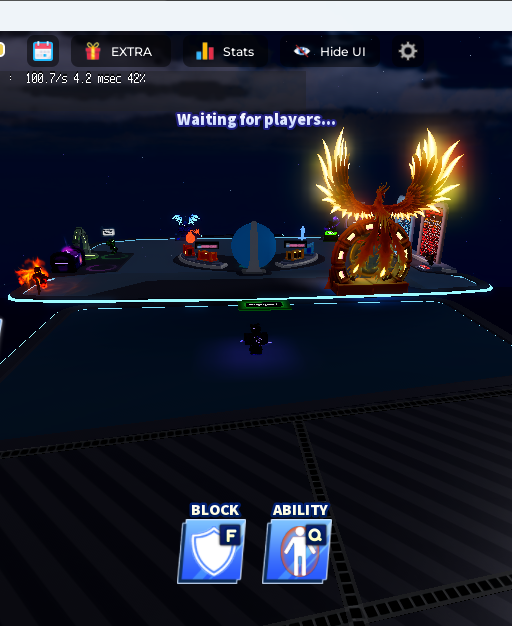 EXTRA
Stats
Hide UI
: 100.7/s 4.2 msec 42%
Waiting for players...
BLOCK
ABILITY
F
Q